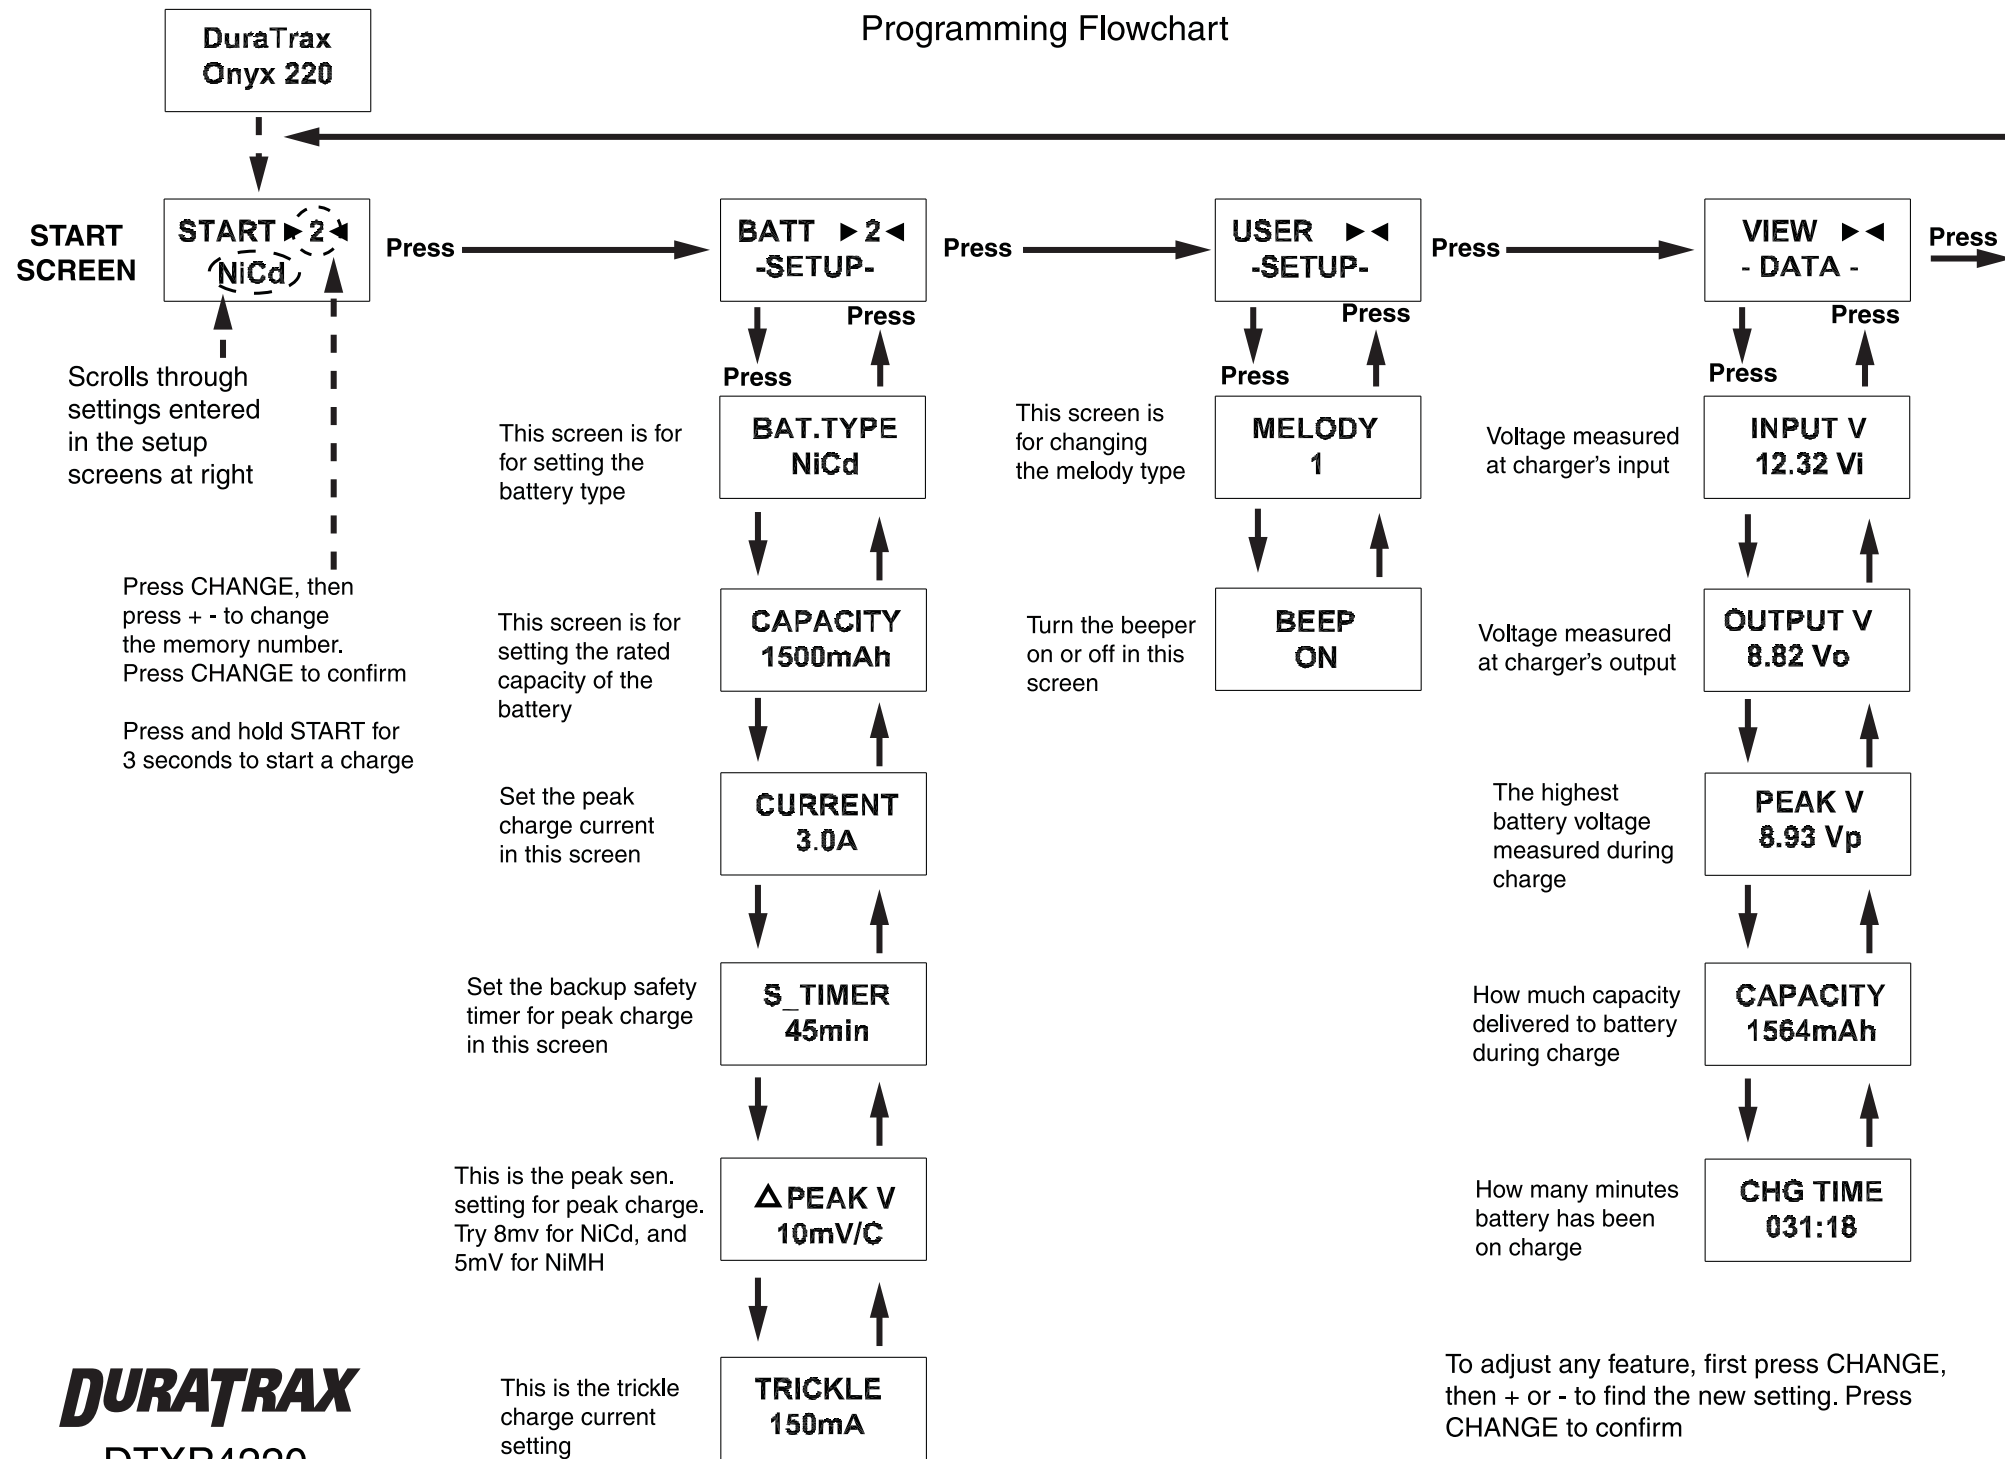 Programming Flowchart
DuraTrax
Onyx 220
START
SCREEN
START ►2◄
NiCd
Press
BATT ►2◄
-SETUP-
Press
USER ►◄
-SETUP-
Press
VIEW ►◄
- DATA -
Press
Scrolls through
settings entered
in the setup
screens at right
Press CHANGE, then
press + - to change
the memory number.
Press CHANGE to confirm
Press and hold START for
3 seconds to start a charge
Press
Press
This screen is for
for setting the
battery type
BAT.TYPE
NiCd
This screen is for
setting the rated
capacity of the
battery
CAPACITY
1500mAh
Set the peak
charge current
in this screen
CURRENT
3.0A
Set the backup safety
timer for peak charge
in this screen
S_TIMER
45min
This is the peak sen.
setting for peak charge.
Try 8mv for NiCd, and
5mV for NiMH
△PEAK V
10mV/C
This is the trickle
charge current
setting
TRICKLE
150mA
Press
Press
This screen is
for changing
the melody type
MELODY
1
Turn the beeper
on or off in this
screen
BEEP
ON
Press
Press
Voltage measured
at charger's input
INPUT V
12.32 Vi
Voltage measured
at charger's output
OUTPUT V
8.82 Vo
The highest
battery voltage
measured during
charge
PEAK V
8.93 Vp
How much capacity
delivered to battery
during charge
CAPACITY
1564mAh
How many minutes
battery has been
on charge
CHG TIME
031:18
To adjust any feature, first press CHANGE,
then + or - to find the new setting. Press
CHANGE to confirm
DURATRAX